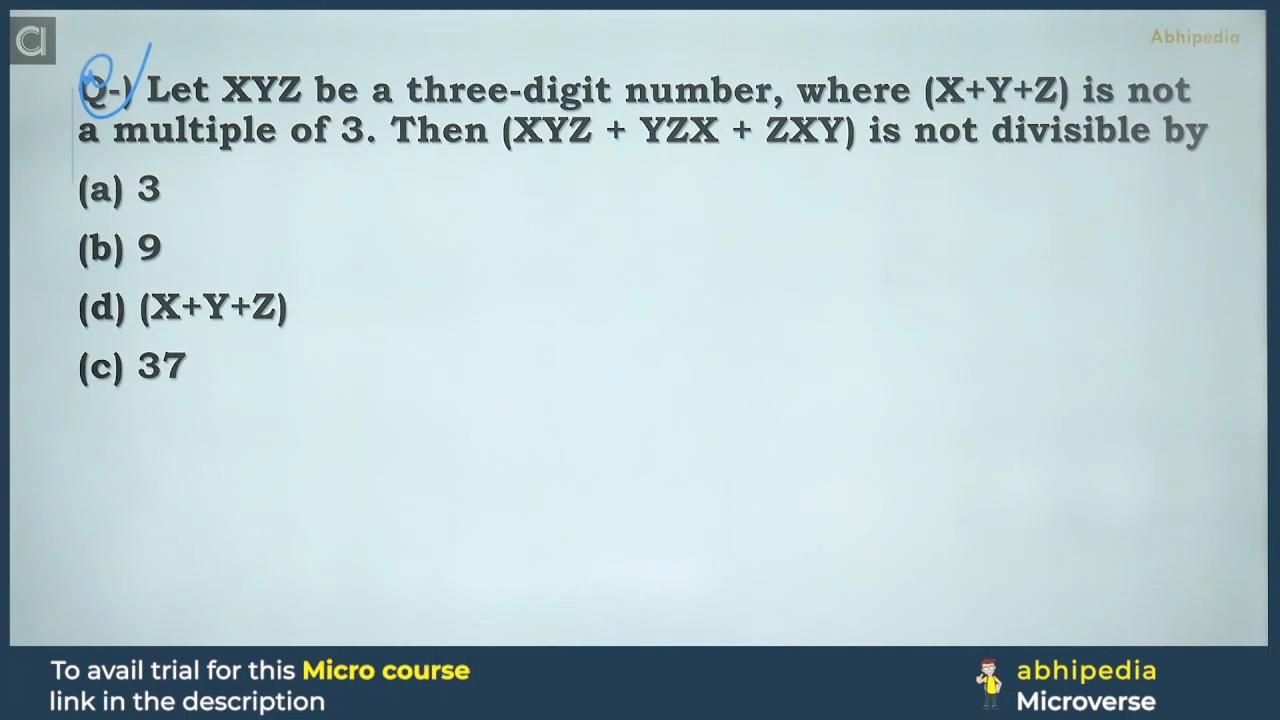 Abhipedia
Q-) Let XYZ be a three-digit number, where (X+Y+Z) is not
a multiple of 3. Then (XYZ + YZX + ZXY) is not divisible by
(a) 3
(b) 9
(d) (X+Y+Z)
(c) 37
To avail trial for this Micro course
link in the description
abhipedia
Microverse